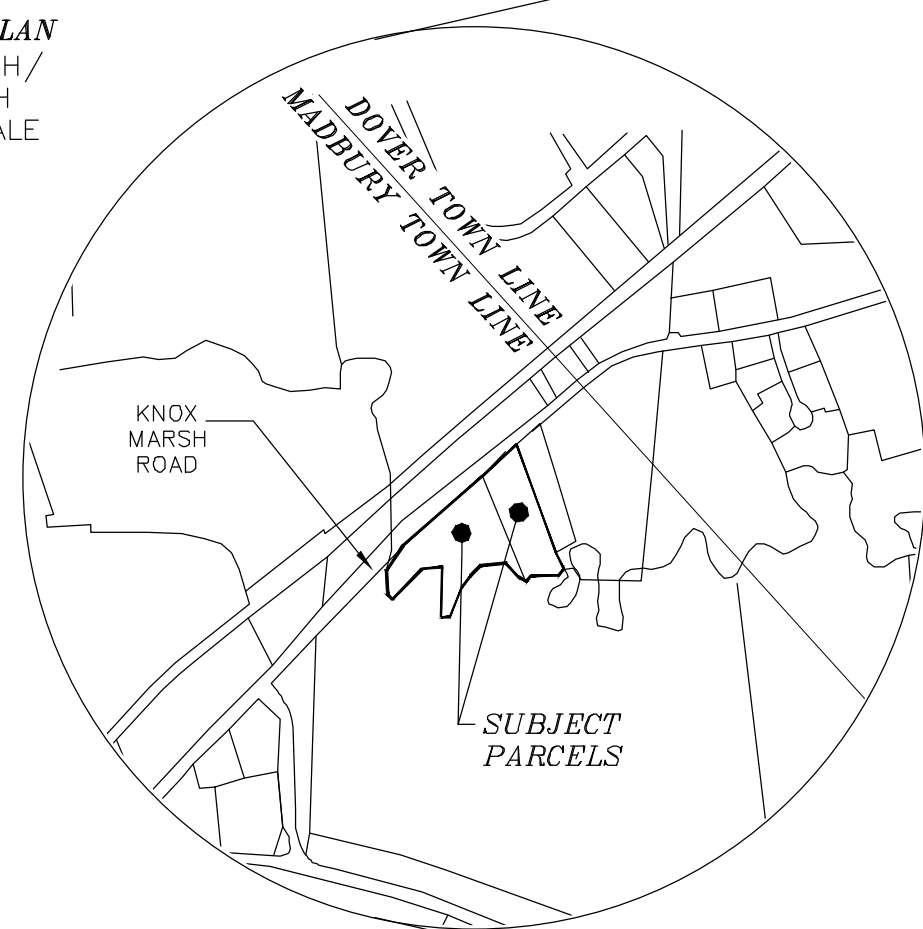 LAN
H/
H
ALE
DOVER TOWN LINE
MADBURY TOWN LINE
KNOX
MARSH
ROAD
SUBJECT
PARCELS